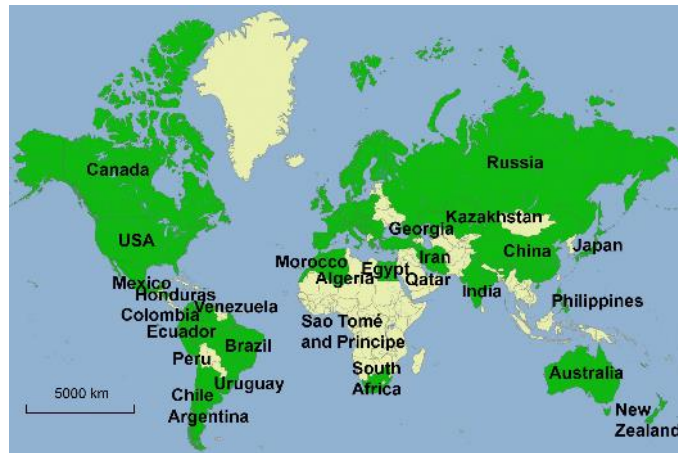 Canada
Russia
USA
Kazakhstan
Georgia
China
Japan
Iran
Morocco
Algeria
Egypt
Qatar
India
Mexico
Honduras
Venezuela
Colombia
Ecuador
Philippines
Sao Tomé
and Principe
Brazil
Peru
South
Africa
Uruguay
Australia
Chile
Argentina
5000 km
New
Zealand